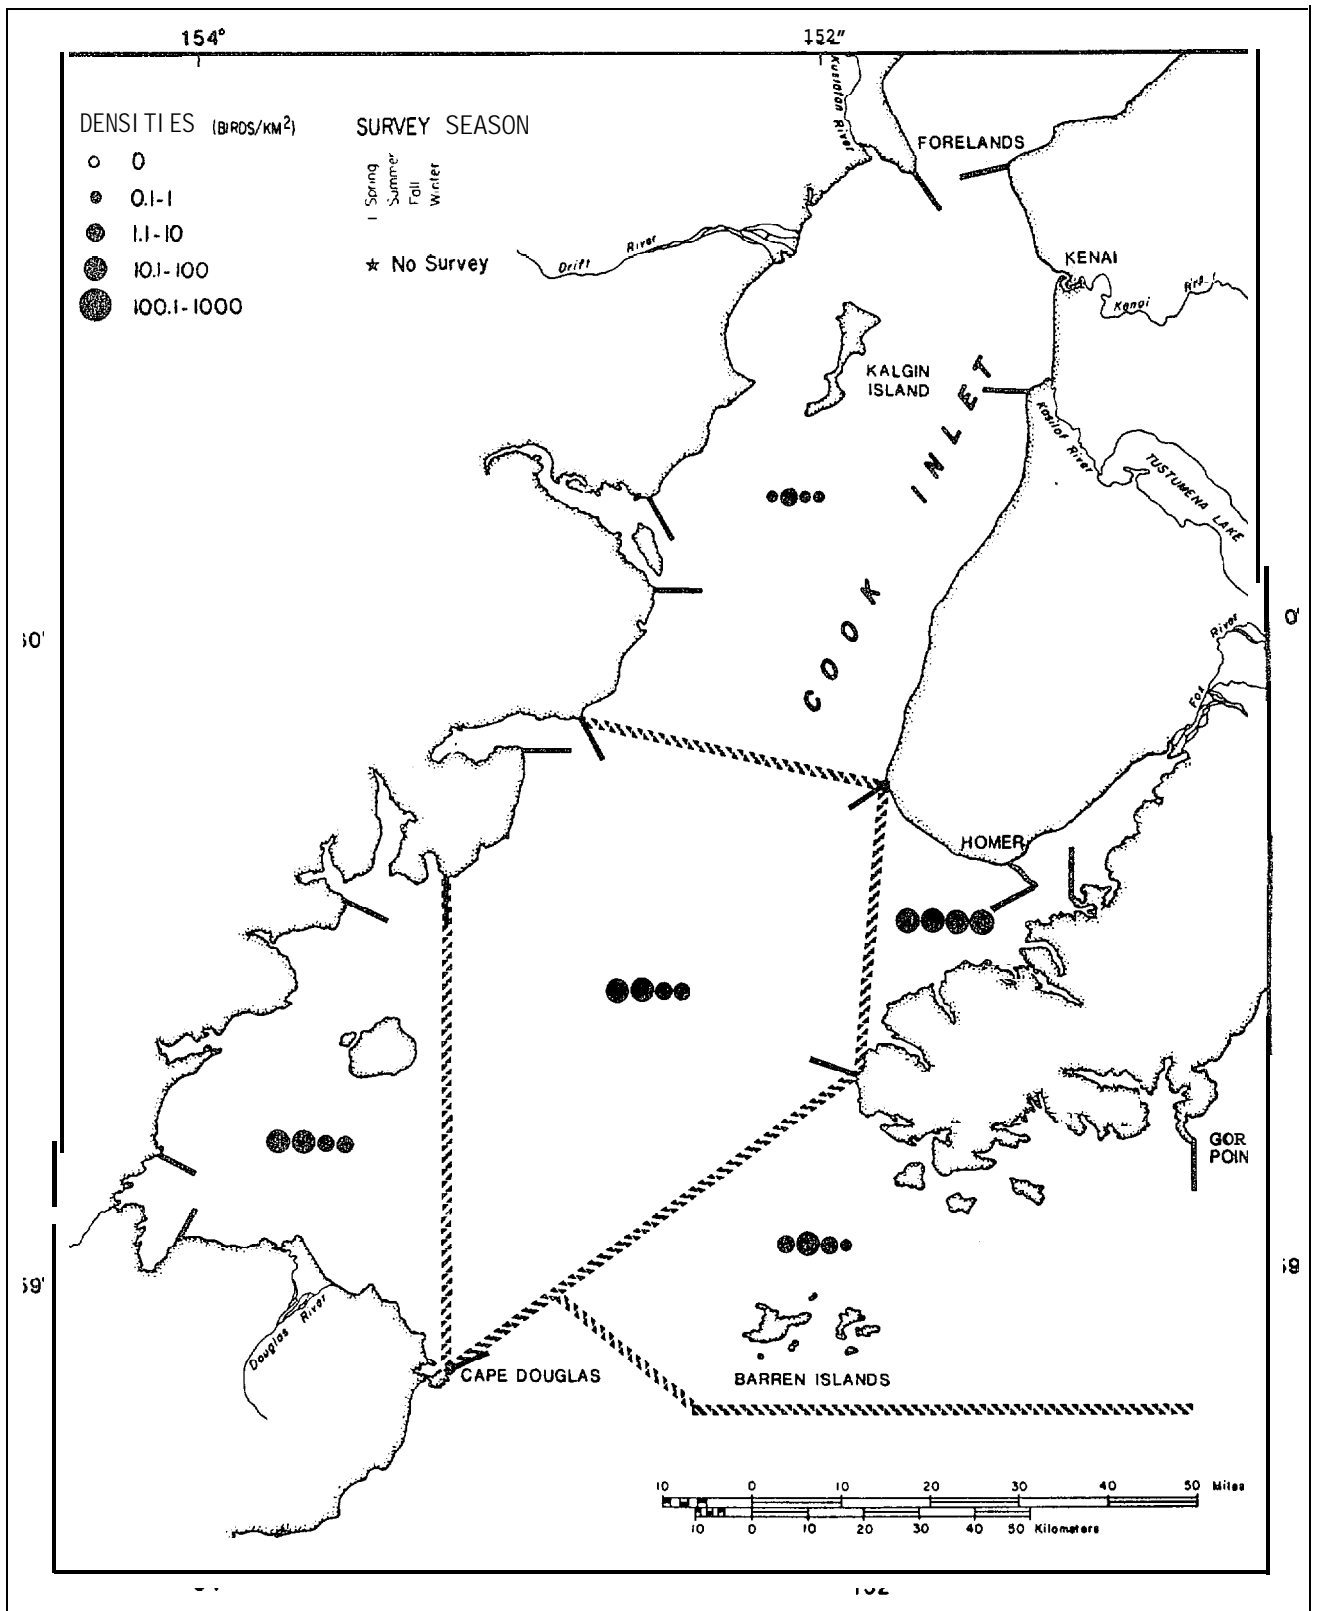 154°
152"
DENSITIES (BIRDS/KM2)
0
0.1-1
1.1-10
10.1-100
100.1-1000
SURVEY SEASON
Spring
Summer
Fall
Winter
★ No Survey
River
FORELANDS
Drift River
KENAI
Kenai
KALGIN
ISLAND
COOK INLET
Kasilof River
TUSTUMENA LAKE
Fox River
HOMER
GOR
POIN
Douglas River
CAPE DOUGLAS
BARREN ISLANDS
10 0 10 20 30 40 50 Miles
10 0 10 20 30 40 50 Kilometers